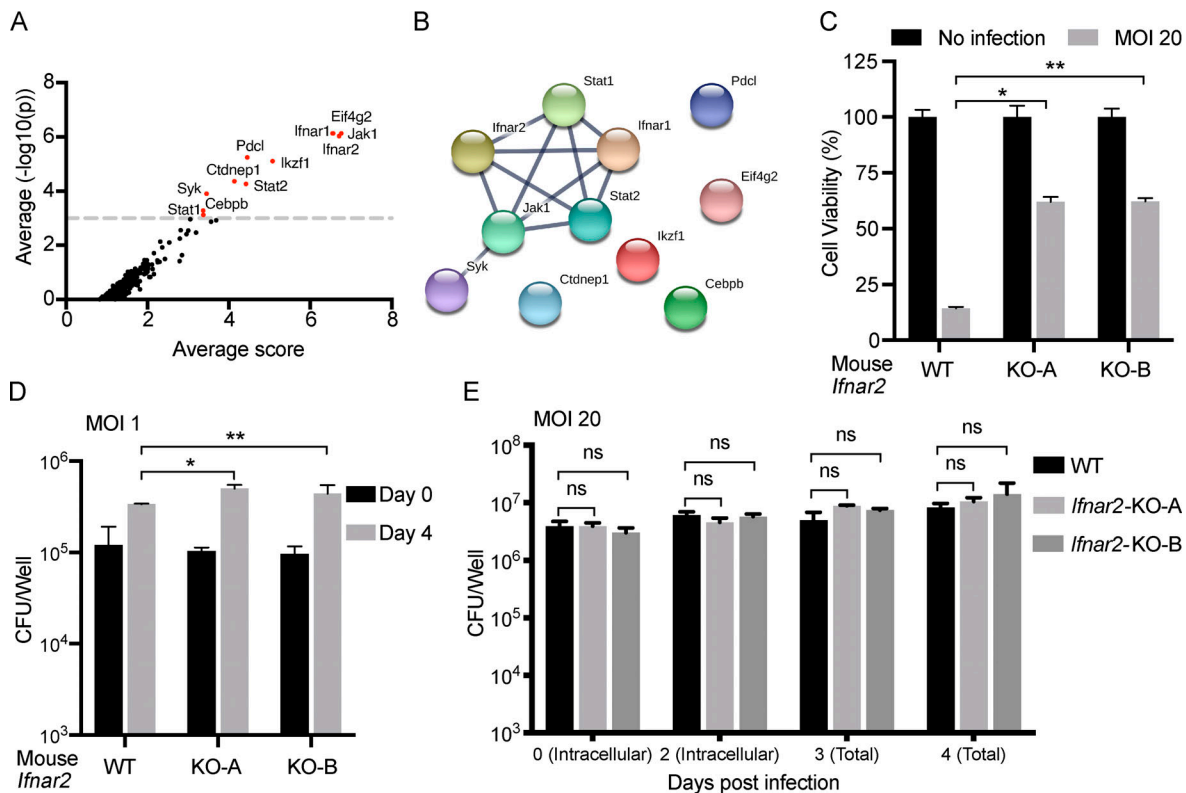 A
Average (-log10(p))
8
6
4
2
0
0
2
4
6
8
Average score
Eif4g2
Ifnar1
Jak1
Ifnar2
Pdcl
Ikzf1
Ctdnep1
Stat2
Syk
Cebpb
Stat1
B
Stat1
Pdcl
Ifnar2
Ifnar1
Eif4g2
Jak1
Stat2
Ikzf1
Syk
Ctdnep1
Cebpb
C
No infection
MOI 20
Cell Viability (%)
125
100
75
50
25
0
**
*
Mouse
Ifnar2
WT
KO-A
KO-B
D
MOI 1
CFU/Well
10^6
10^5
10^4
10^3
**
*
Day 0
Day 4
Mouse
Ifnar2
WT
KO-A
KO-B
E
MOI 20
CFU/Well
10^8
10^7
10^6
10^5
10^4
10^3
ns
ns
ns
ns
ns
ns
ns
ns
WT
Ifnar2-KO-A
Ifnar2-KO-B
0 (Intracellular)
2 (Intracellular)
3 (Total)
4 (Total)
Days post infection